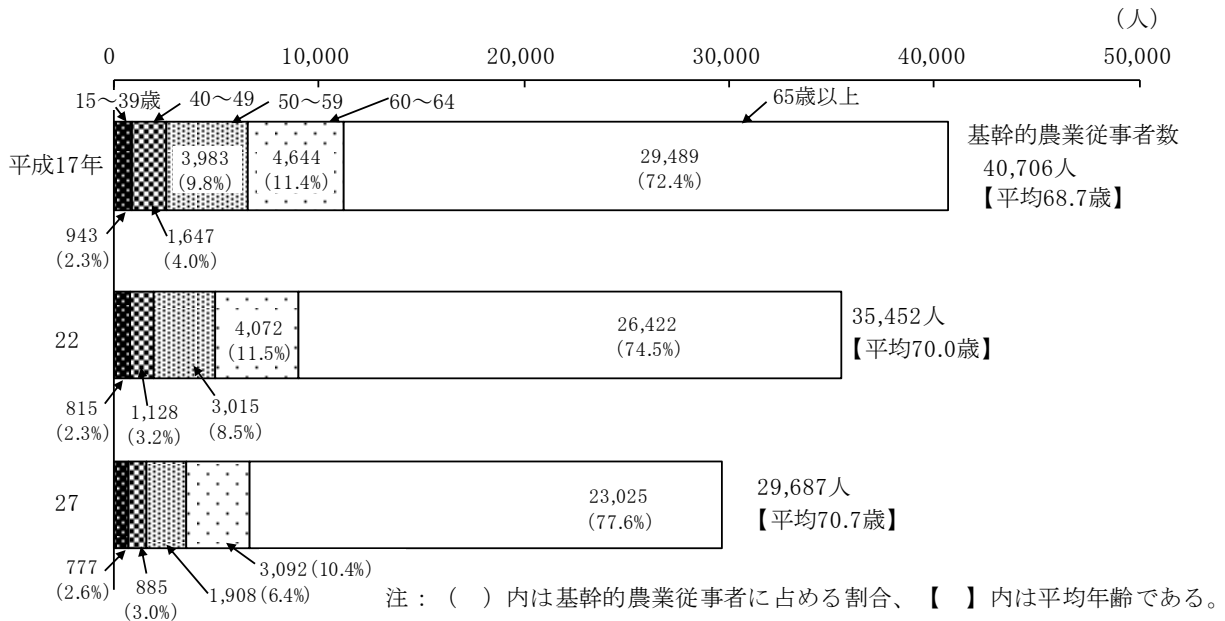 （人）
0 10,000 20,000 30,000 40,000 50,000
15～39歳 40～49 50～59 60～64 65歳以上
平成17年
3,983
(9.8%)
4,644
(11.4%)
29,489
(72.4%)
基幹的農業従事者数
40,706人
【平均68.7歳】
943
(2.3%)
1,647
(4.0%)
22
4,072
(11.5%)
26,422
(74.5%)
35,452人
【平均70.0歳】
815
(2.3%)
1,128
(3.2%)
3,015
(8.5%)
27
23,025
(77.6%)
29,687人
【平均70.7歳】
777
(2.6%)
885
(3.0%)
1,908(6.4%)
3,092(10.4%)
注：（　）内は基幹的農業従事者に占める割合、【　】内は平均年齢である。